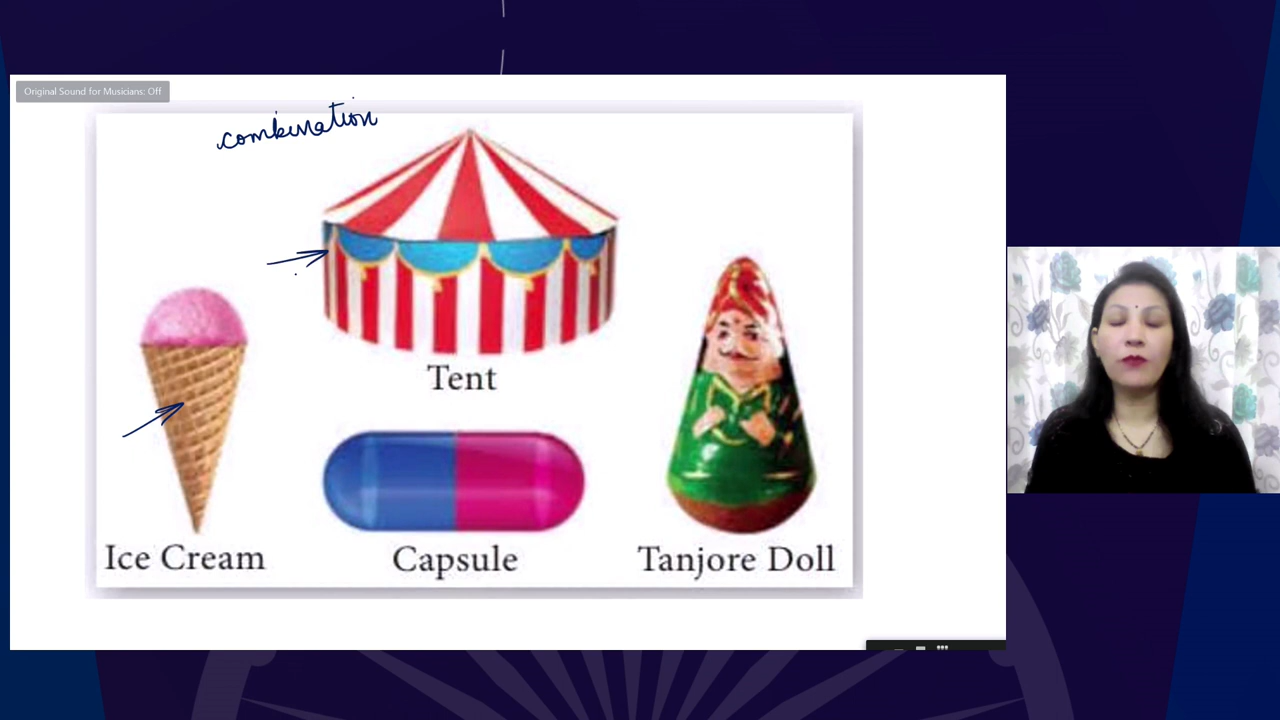 Original Sound for Musicians: Off
combination
Tent
Ice Cream
Capsule
Tanjore Doll